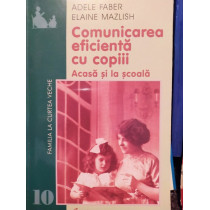 ADELE FABER
ELAINE MAZLISH
Comunicarea
eficientă
cu copiii
Acasă și la școală
FAMILIA LA CURTEA VECHE
10